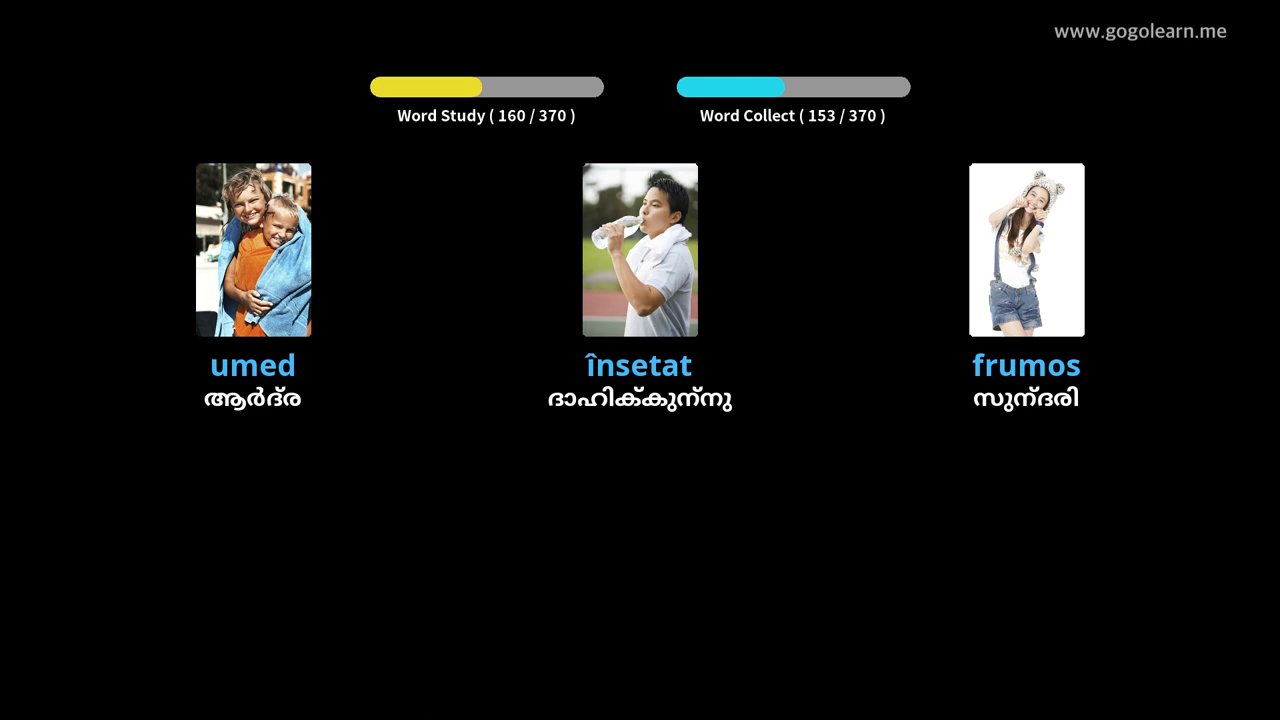 www.gogolearn.me
Word Study ( 160 / 370 )
Word Collect ( 153 / 370 )
umed
ആർദ്ര
însetat
ദാഹിക്കുന്നു
frumos
സുന്ദരി